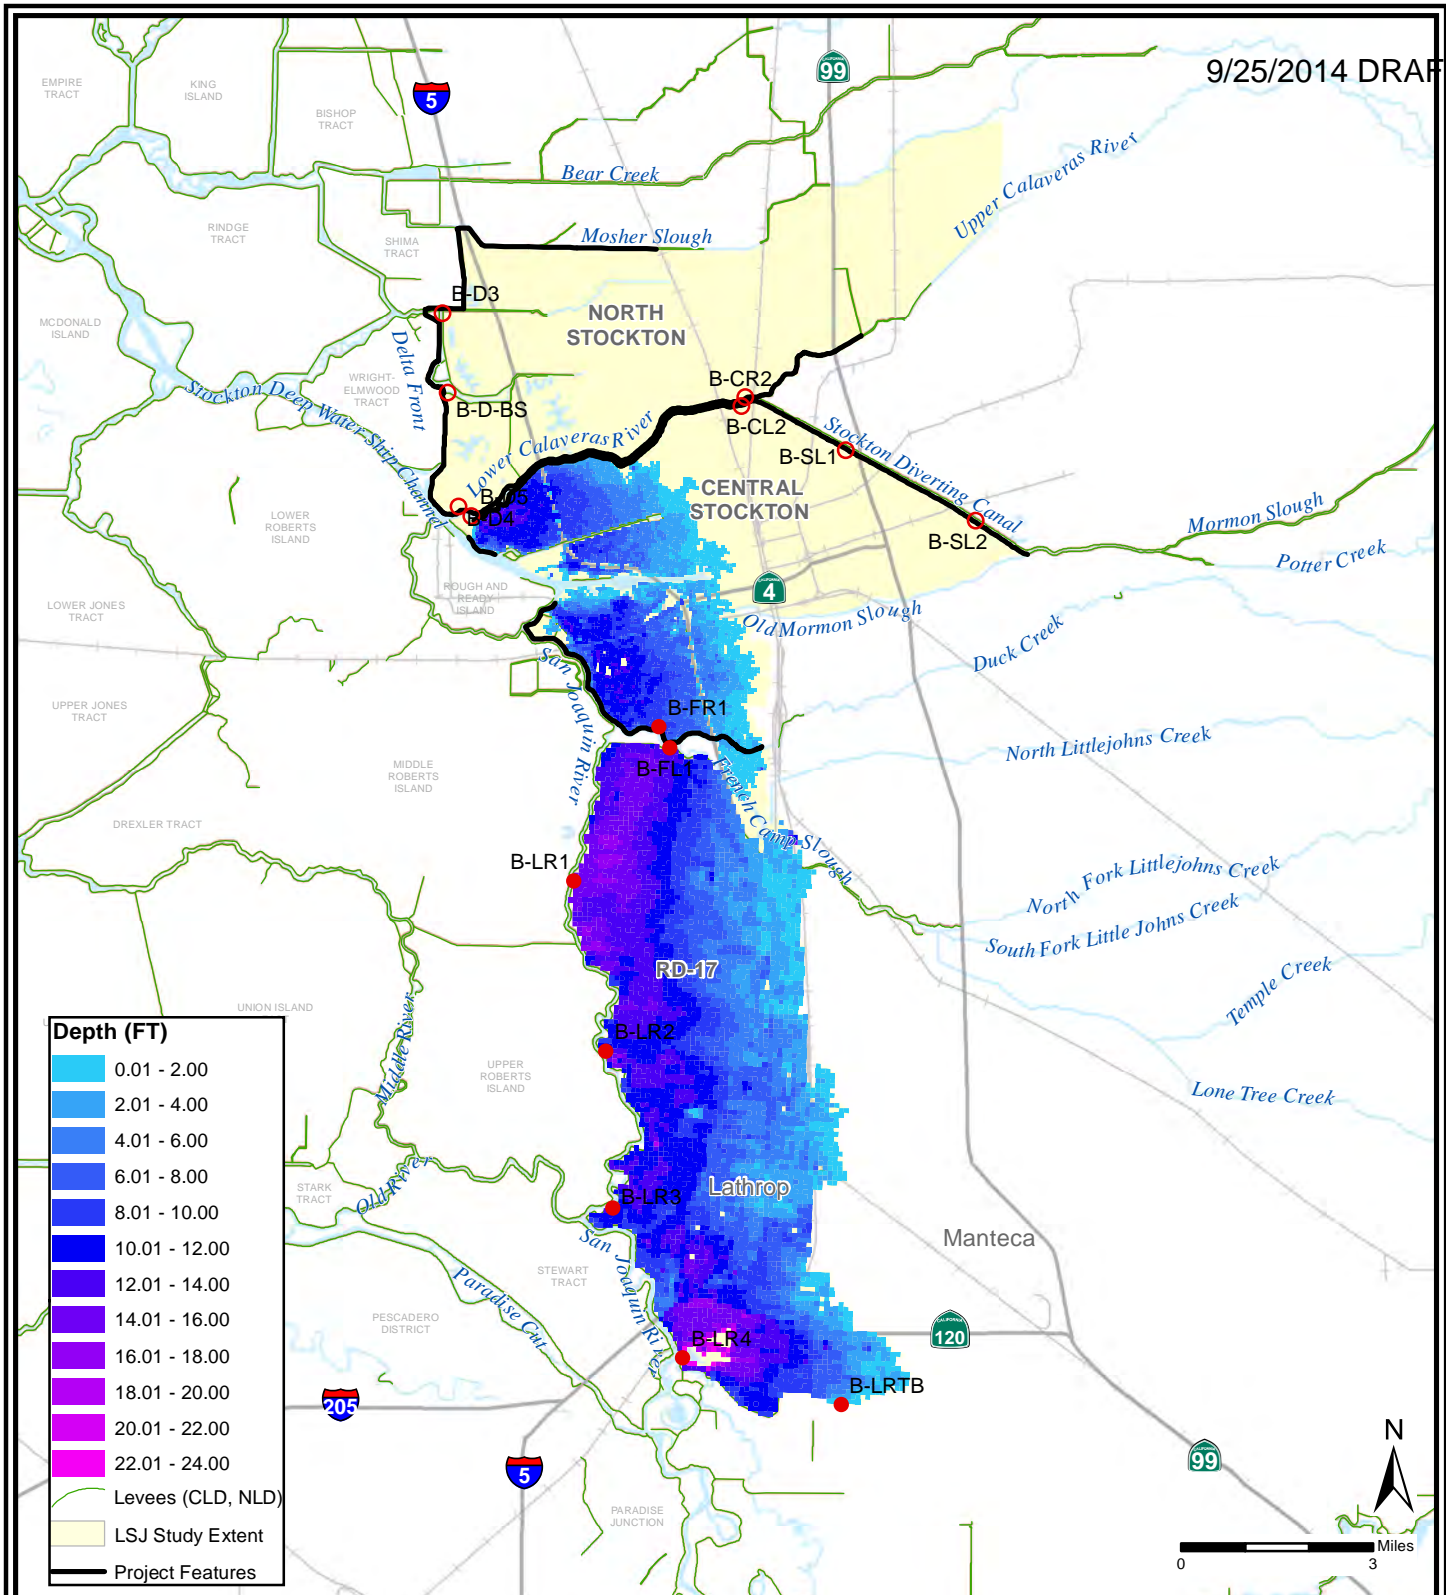 9/25/2014 DRAF
EMPIRE
TRACT
KING
ISLAND
BISHOP
TRACT
5
CALIFORNIA
99
Bear Creek
Upper Calaveras River
RINDGE
TRACT
SHIMA
TRACT
Mosher Slough
B-D3
NORTH
STOCKTON
MCDONALD
ISLAND
Delta Front
WRIGHT-
ELMWOOD
TRACT
B-D-BS
B-CR2
B-CL2
Stockton Deep Water Ship Channel
Lower Calaveras River
Stockton Diverting Canal
B-SL1
CENTRAL
STOCKTON
B-D5
B-D4
B-SL2
Mormon Slough
Potter Creek
LOWER
ROBERTS
ISLAND
ROUGH AND
READY
ISLAND
CALIFORNIA
4
LOWER JONES
TRACT
Old Mormon Slough
Duck Creek
San Joaquin River
UPPER JONES
TRACT
B-FR1
B-FL1
North Littlejohns Creek
MIDDLE
ROBERTS
ISLAND
French Camp Slough
DREXLER TRACT
B-LR1
North Fork Littlejohns Creek
South Fork Little Johns Creek
RD-17
Temple Creek
UNION ISLAND
Middle River
B-LR2
UPPER
ROBERTS
ISLAND
Lone Tree Creek
STARK
TRACT
Old River
Lathrop
B-LR3
Manteca
San Joaquin River
STEWART
TRACT
Paradise Cut
PESCADERO
DISTRICT
B-LR4
CALIFORNIA
120
B-LRTB
205
5
CALIFORNIA
99
PARADISE
JUNCTION
N
Miles
0
3
Depth (FT)
0.01 - 2.00
2.01 - 4.00
4.01 - 6.00
6.01 - 8.00
8.01 - 10.00
10.01 - 12.00
12.01 - 14.00
14.01 - 16.00
16.01 - 18.00
18.01 - 20.00
20.01 - 22.00
22.01 - 24.00
Levees (CLD, NLD)
LSJ Study Extent
Project Features